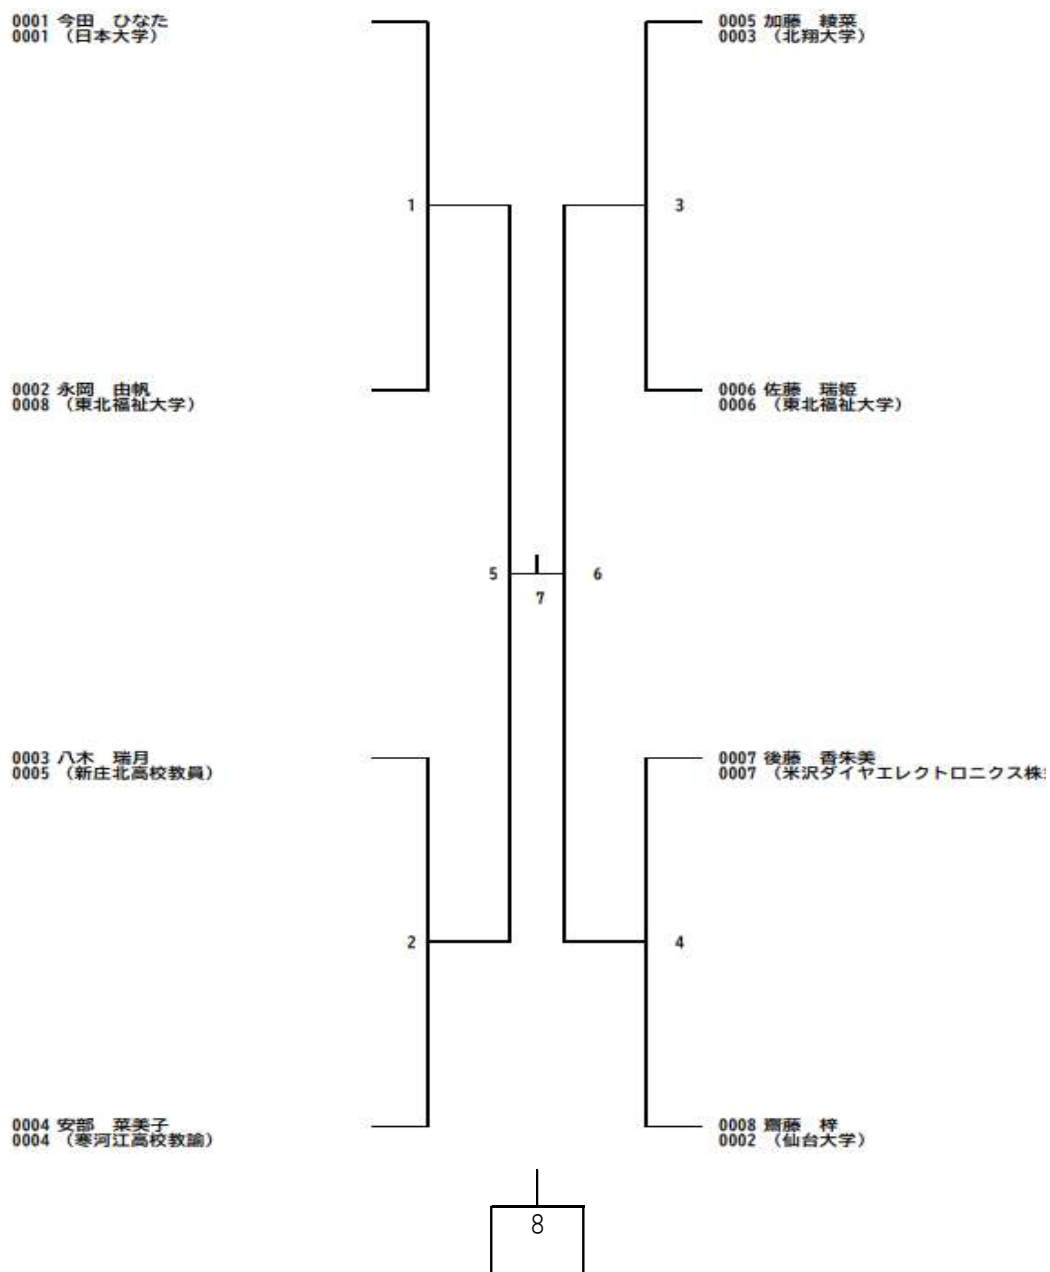 0001 今田　ひなた
0001 （日本大学）
0005 加藤　綾菜
0003 （北翔大学）
1
3
0002 永岡　由帆
0008 （東北福祉大学）
0006 佐藤　瑞姫
0006 （東北福祉大学）
5
6
7
0003 八木　瑞月
0005 （新庄北高校教員）
0007 後藤　香朱美
0007 （米沢ダイヤエレクトロニクス株
2
4
0004 安部　菜美子
0004 （寒河江高校教諭）
0008 齋藤　梓
0002 （仙台大学）
8